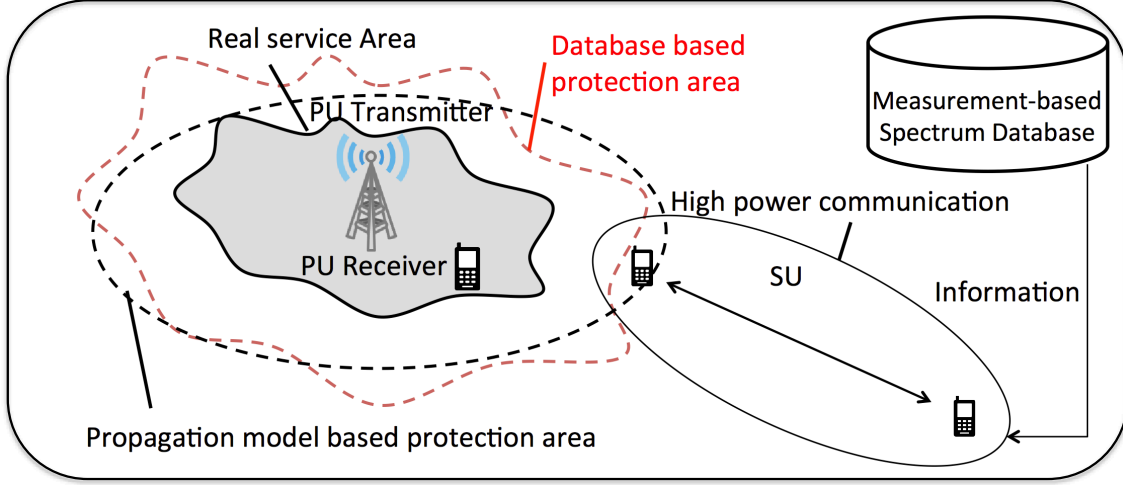 Real service Area
Database based
protection area
PU Transmitter
Measurement-based
Spectrum Database
High power communication
PU Receiver
SU
Information
Propagation model based protection area